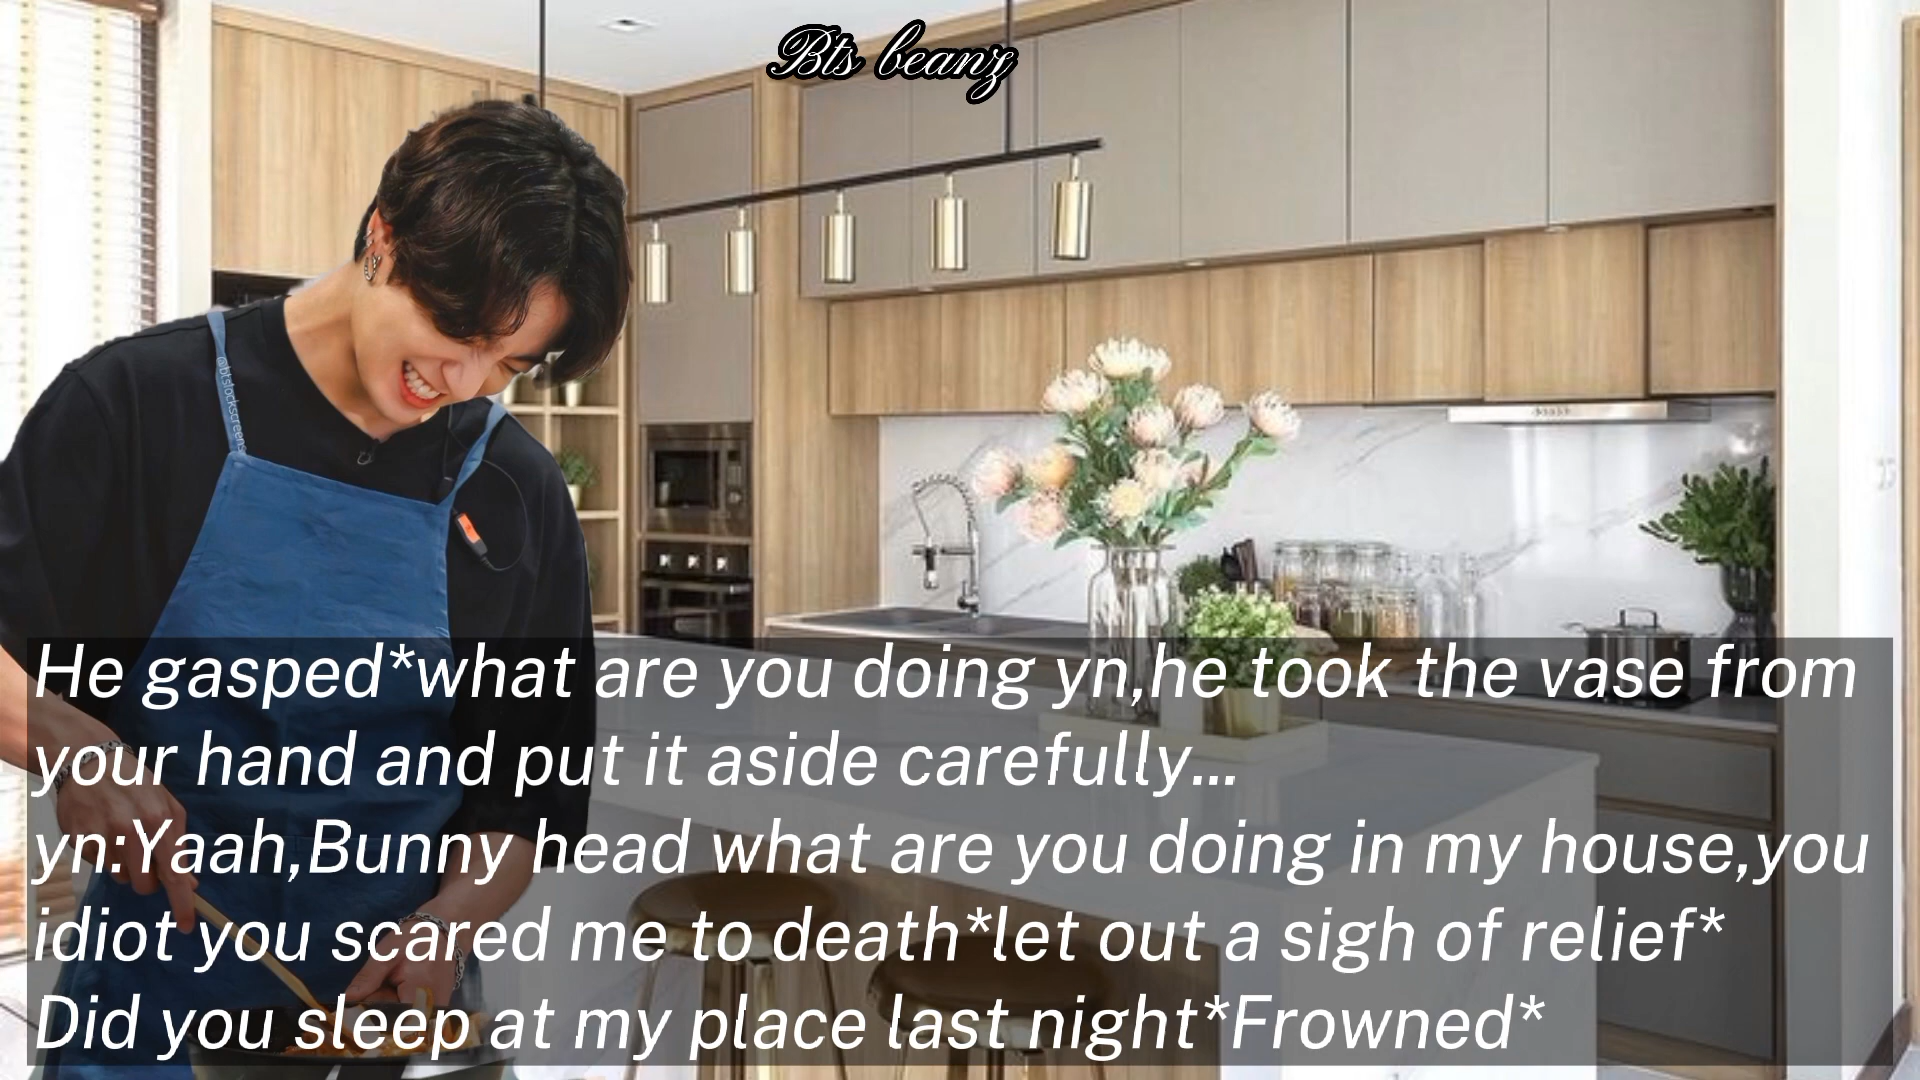 Bts beanz
@btslockscreens
He gasped*what are you doing yn,he took the vase from
your hand and put it aside carefully...
yn:Yaah,Bunny head what are you doing in my house,you
idiot you scared me to death*let out a sigh of relief*
Did you sleep at my place last night*Frowned*